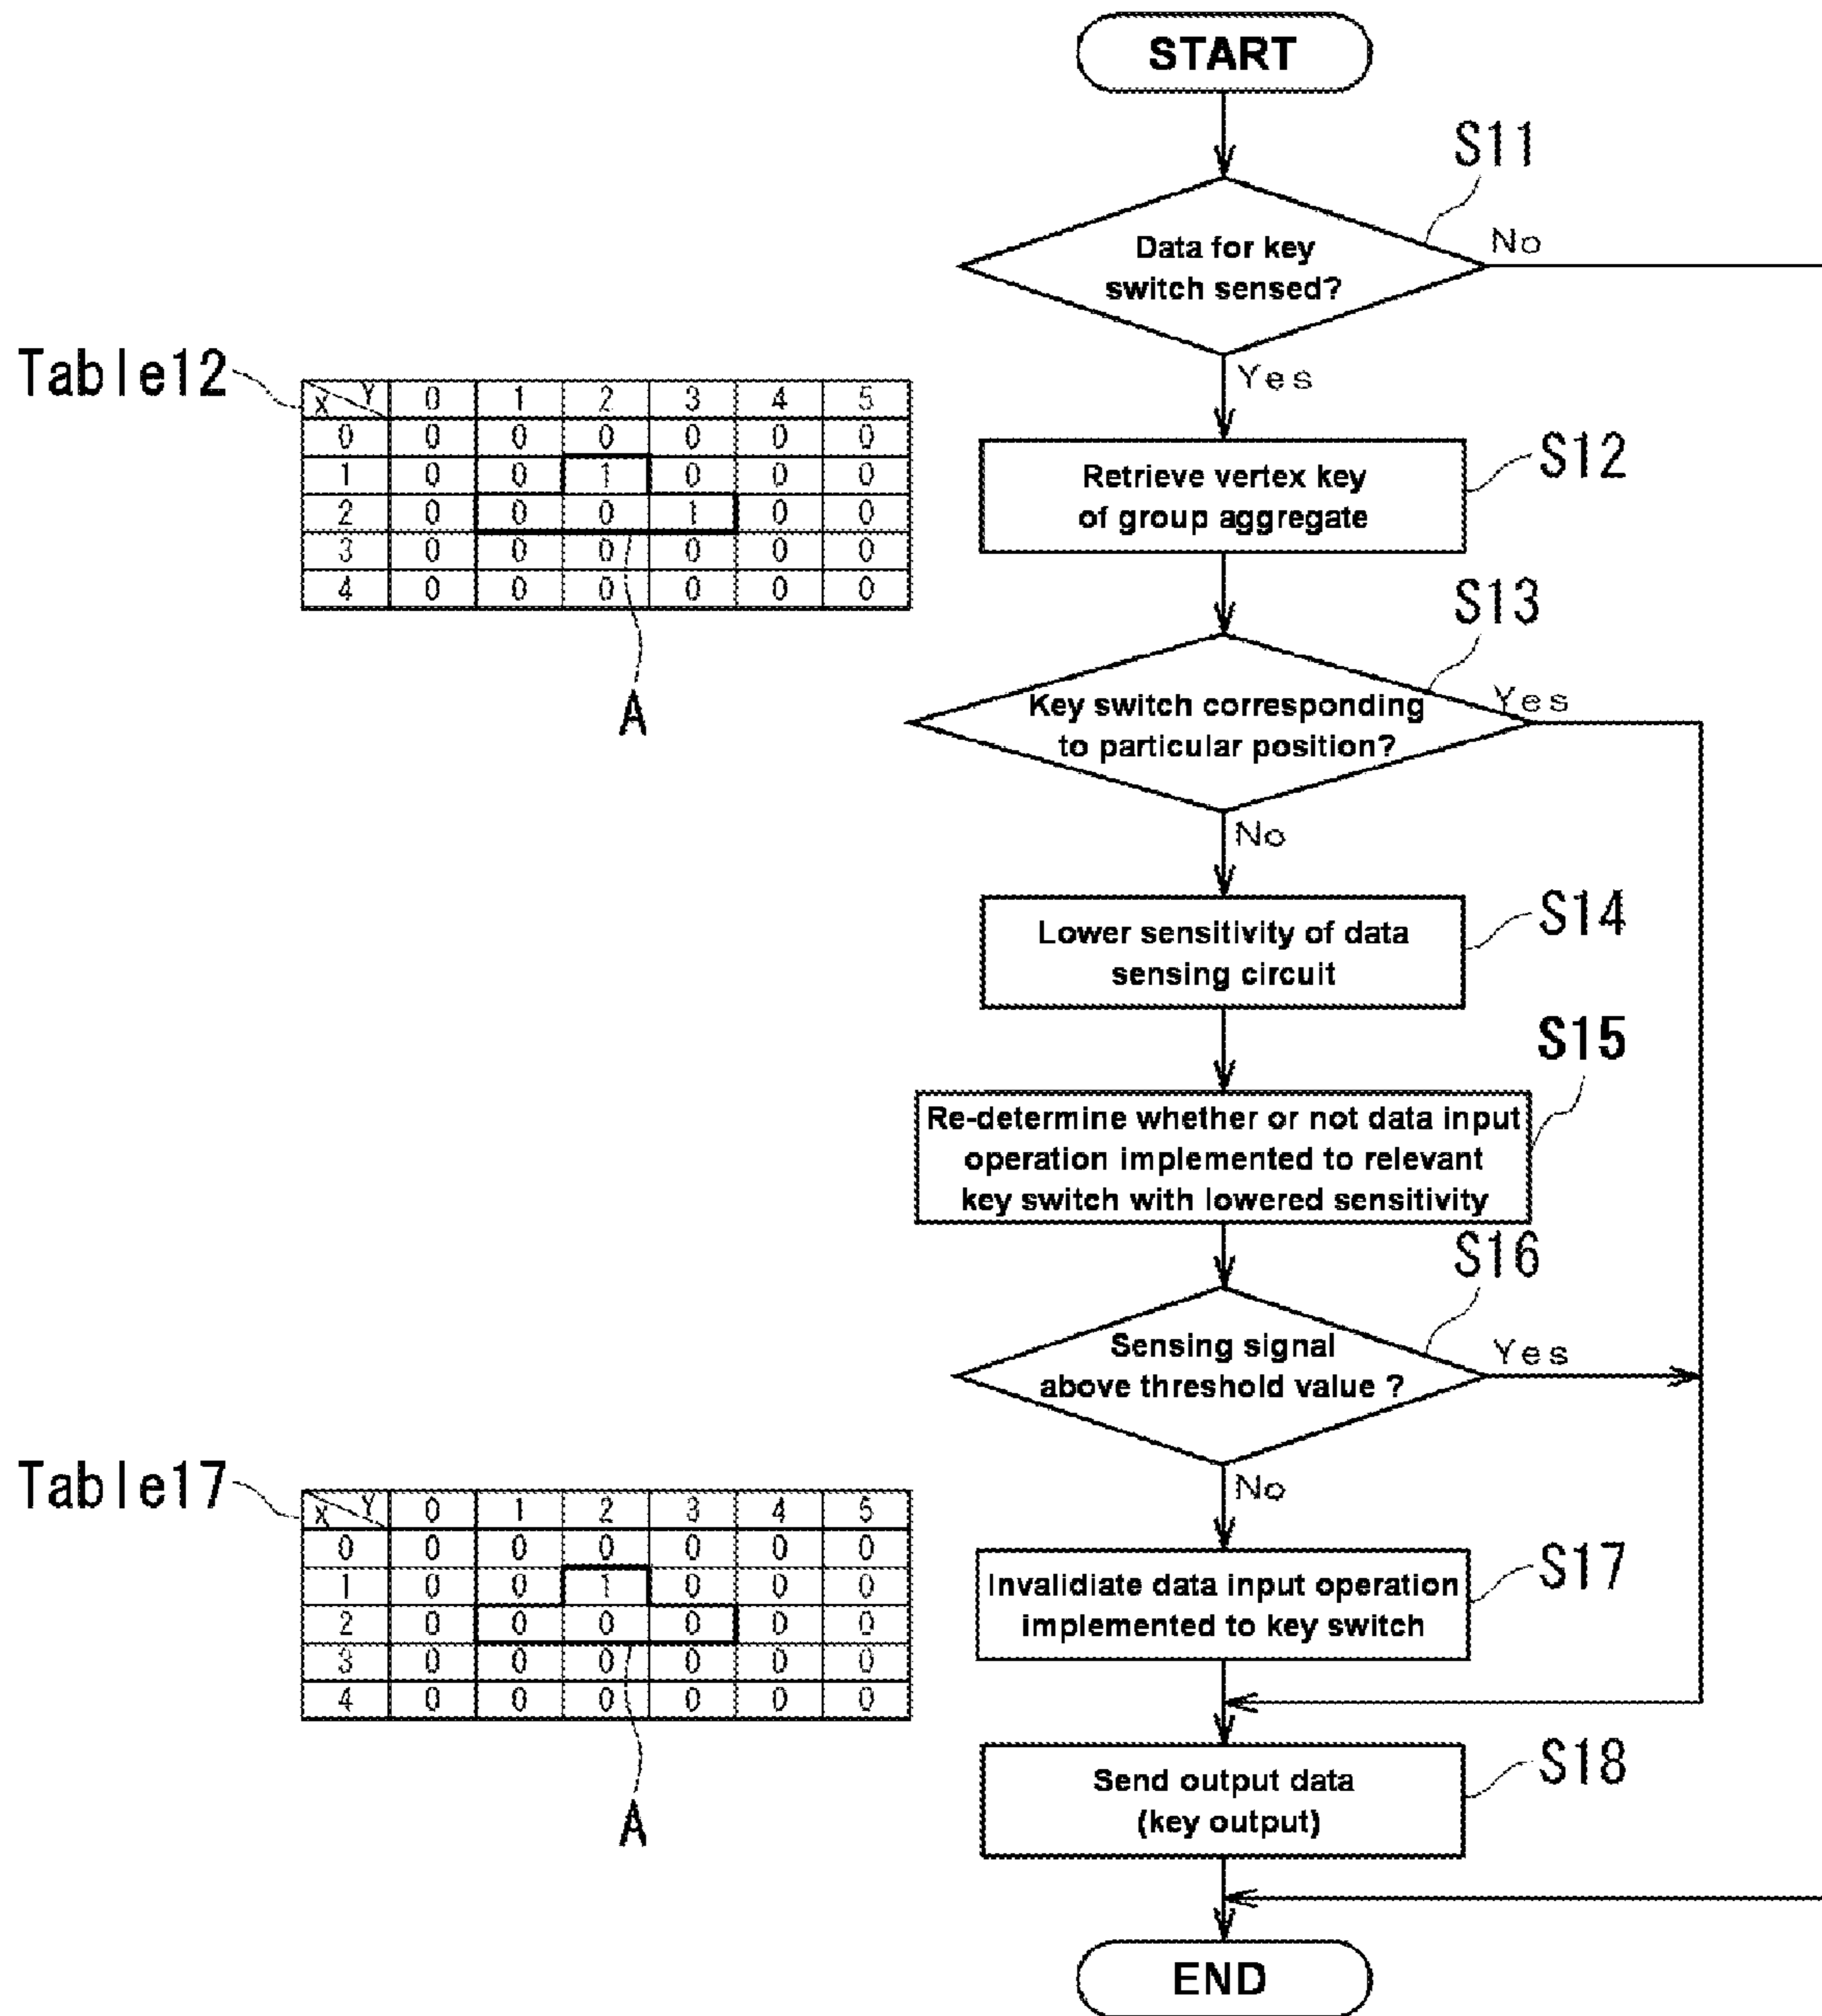 START
S11
Data for key
switch sensed?
No
Yes
Table12
X Y 0 1 2 3 4 5
0 0 0 0 0 0 0
1 0 0 1 0 0 0
2 0 0 0 1 0 0
3 0 0 0 0 0 0
4 0 0 0 0 0 0
A
S12
Retrieve vertex key
of group aggregate
S13
Key switch corresponding
to particular position?
Yes
No
S14
Lower sensitivity of data
sensing circuit
S15
Re-determine whether or not data input
operation implemented to relevant
key switch with lowered sensitivity
S16
Sensing signal
above threshold value ?
Yes
No
Table17
X Y 0 1 2 3 4 5
0 0 0 0 0 0 0
1 0 0 1 0 0 0
2 0 0 0 0 0 0
3 0 0 0 0 0 0
4 0 0 0 0 0 0
A
S17
Invalidiate data input operation
implemented to key switch
S18
Send output data
(key output)
END